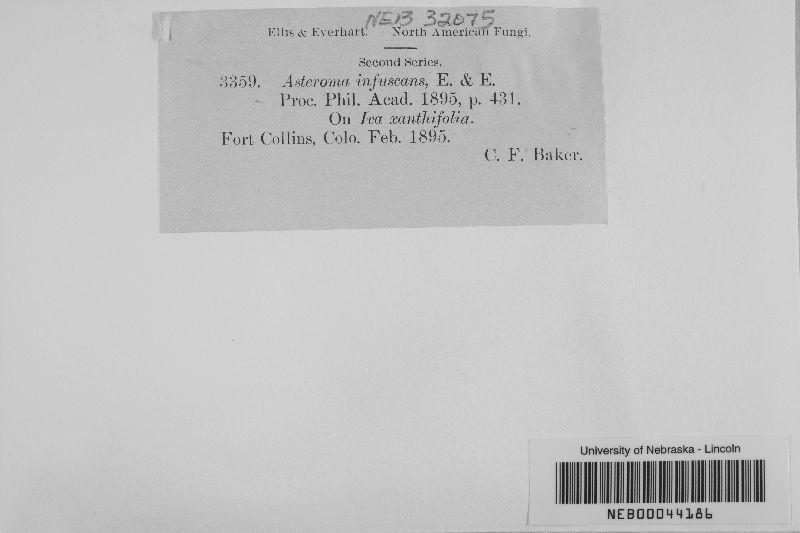 NEB 32075
Ellis & Everhart. North American Fungi.
Second Series.
3359. Asteroma infuscans, E. & E.
Proc. Phil. Acad. 1895, p. 431.
On Iva xanthifolia.
Fort Collins, Colo. Feb. 1895.
C. F. Baker.
University of Nebraska - Lincoln
NEB00044186